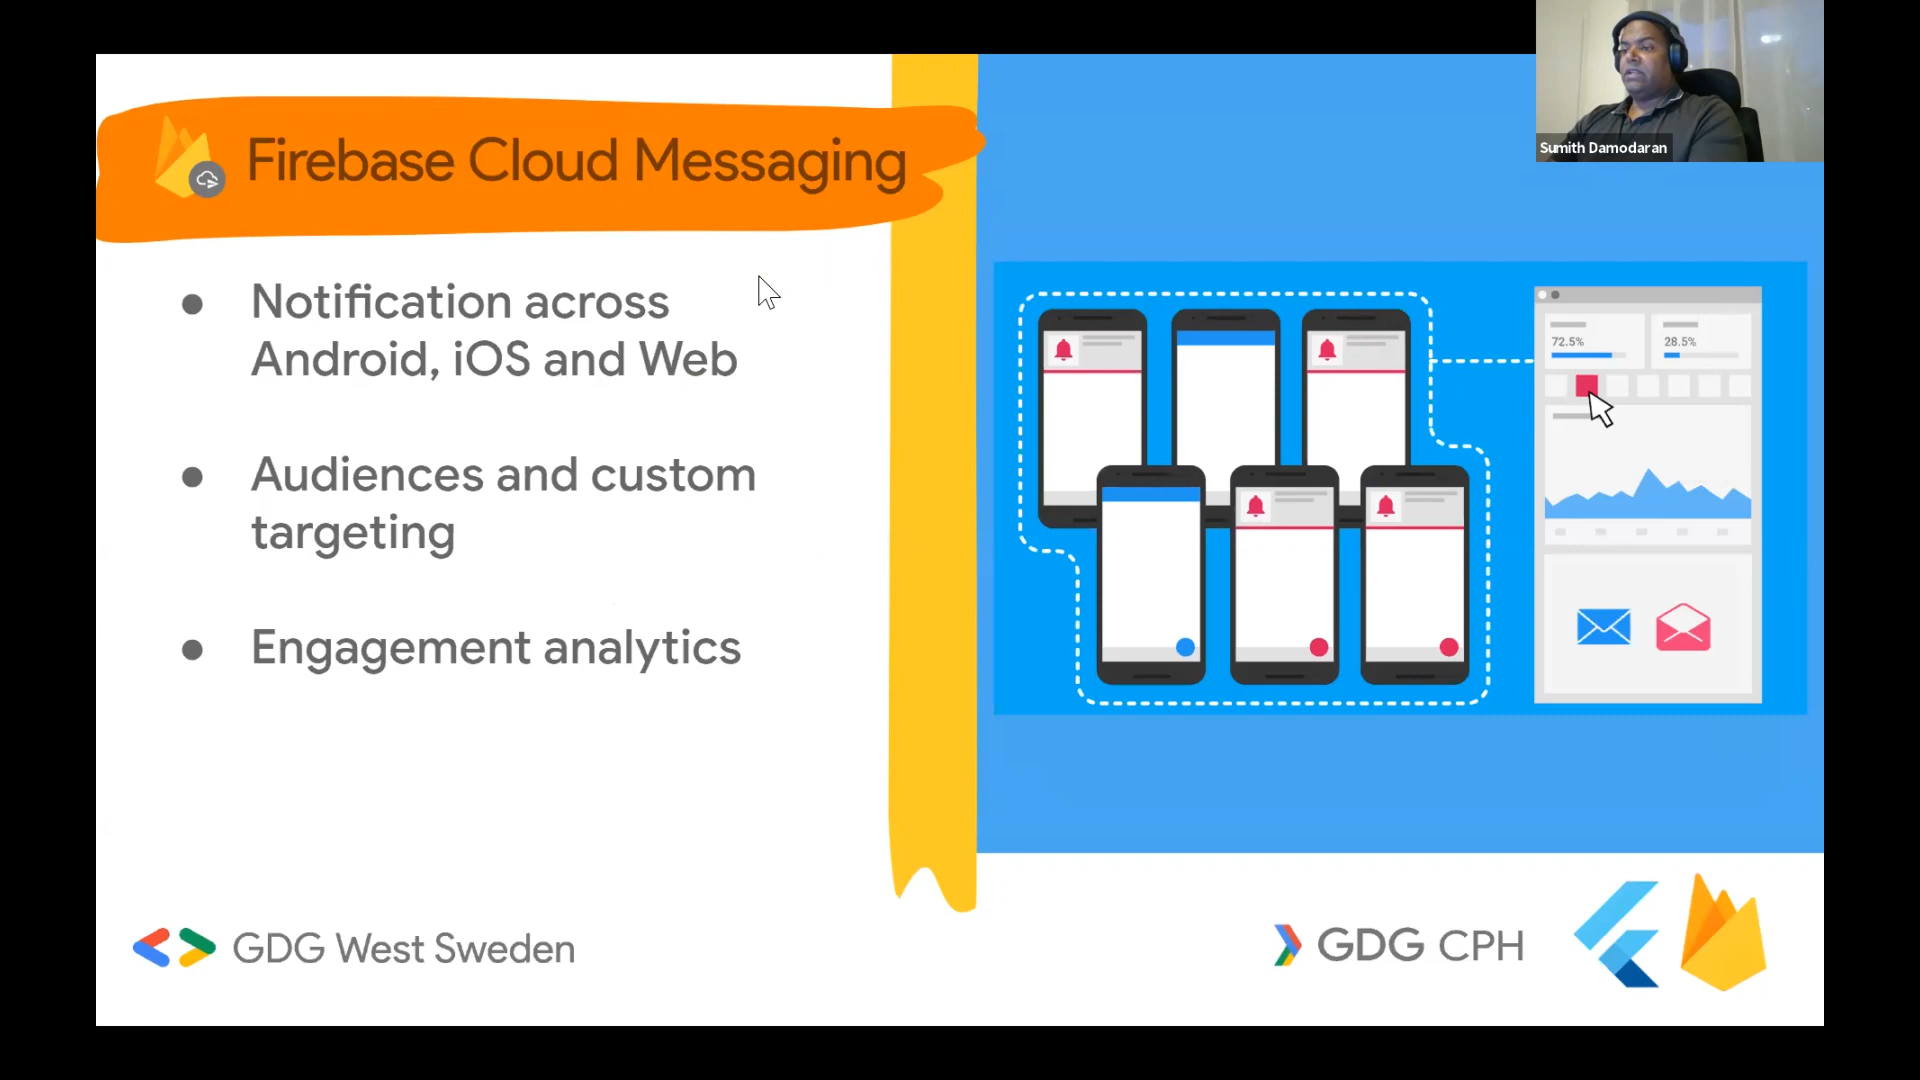 Sumith Damodaran
Firebase Cloud Messaging
● Notification across
Android, iOS and Web
● Audiences and custom
targeting
● Engagement analytics
72.5%
28.5%
GDG West Sweden
GDG CPH